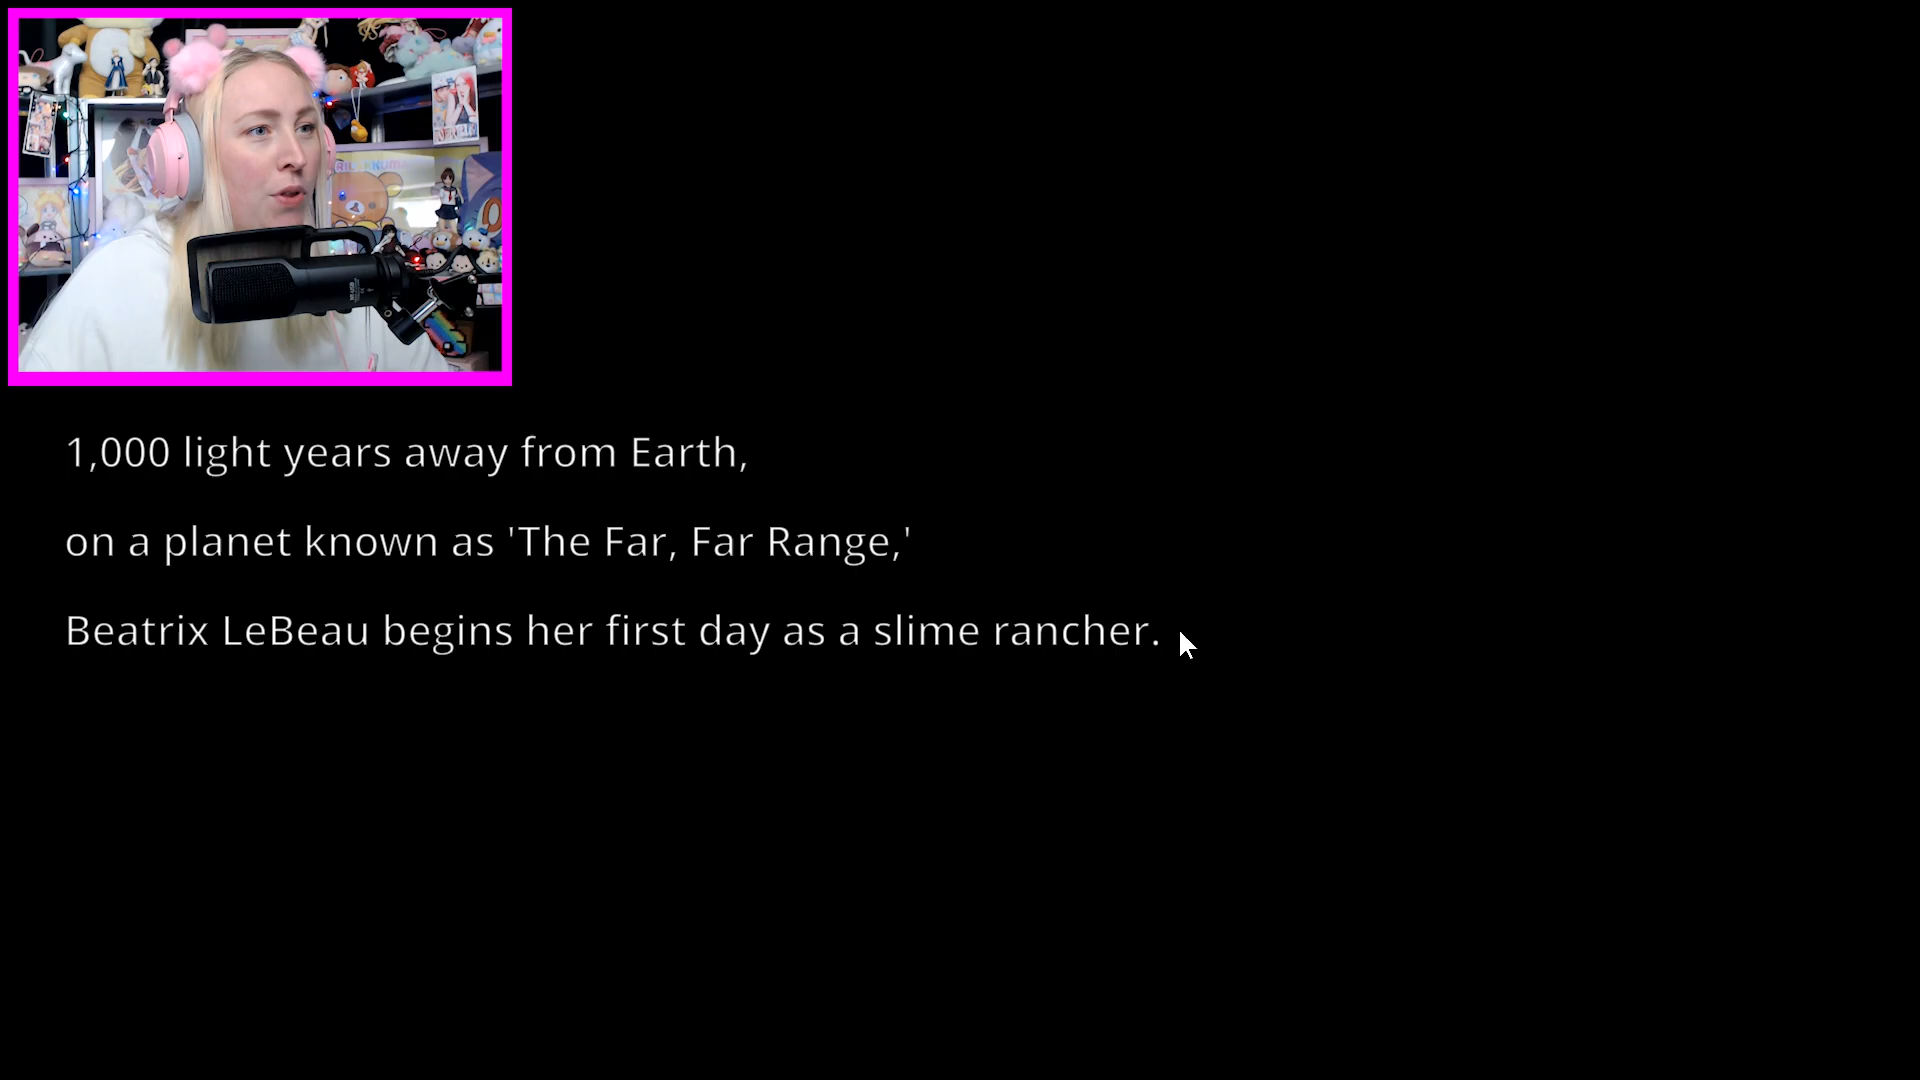 RILAKKUMA
1,000 light years away from Earth,
on a planet known as 'The Far, Far Range,'
Beatrix LeBeau begins her first day as a slime rancher.